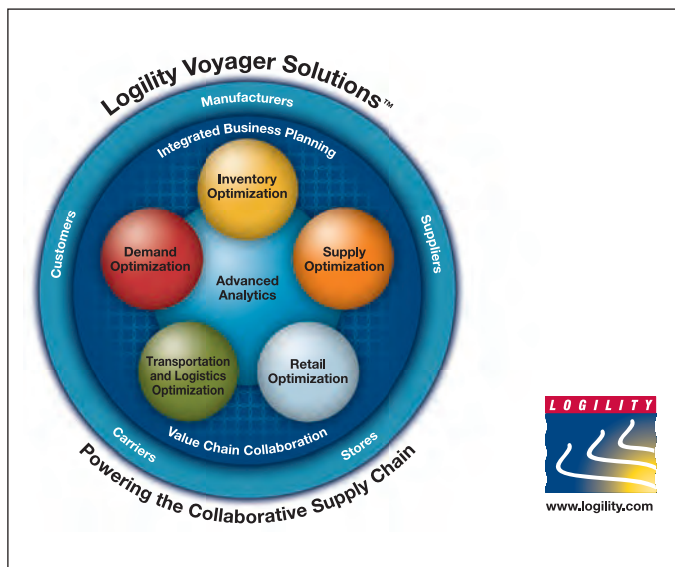 Logility Voyager Solutions™
Manufacturers
Integrated Business Planning
Inventory
Optimization
Customers
Suppliers
Demand
Optimization
Supply
Optimization
Advanced
Analytics
Transportation
and Logistics
Optimization
Retail
Optimization
Value Chain Collaboration
Carriers
Stores
Powering the Collaborative Supply Chain
LOGILITY
www.logility.com